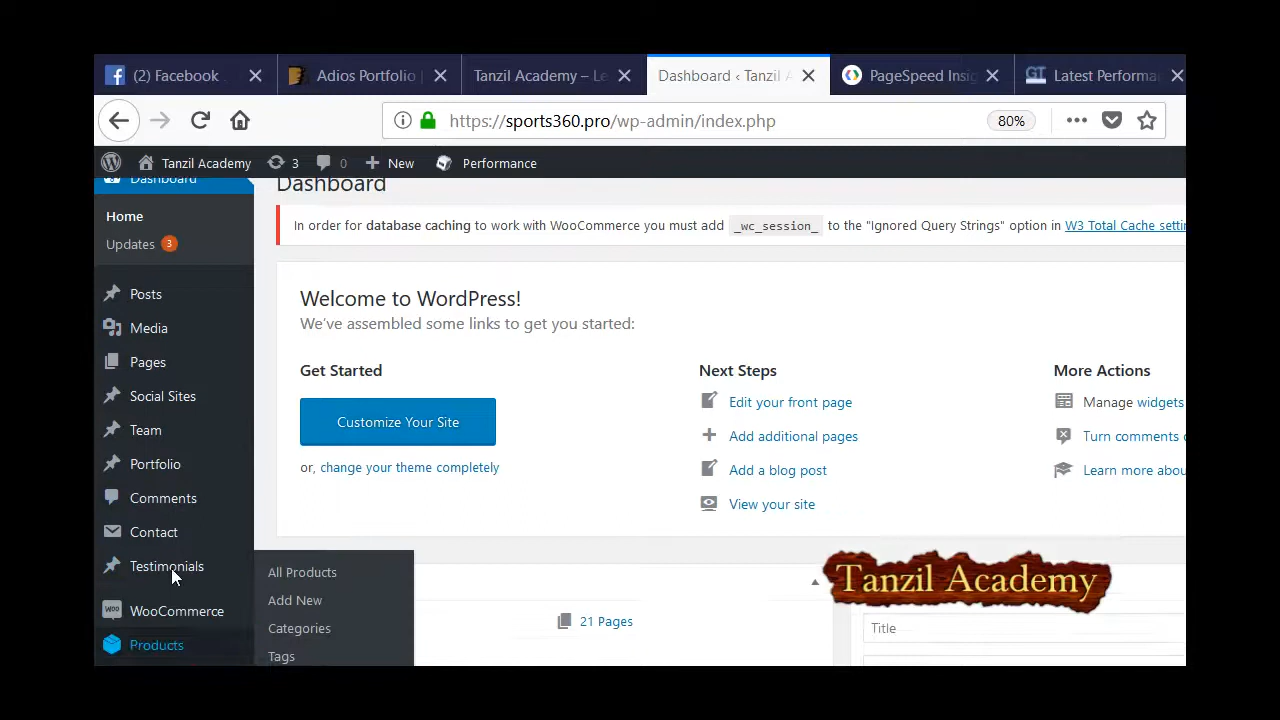 (2) Facebook
Adios Portfolio
Tanzil Academy – Le
Dashboard ‹ Tanzil A
PageSpeed Insig
GT
Latest Performa
https://sports360.pro/wp-admin/index.php
80%
Tanzil Academy
3
0
New
Performance
Dashboard
Home
Updates 3
Posts
Media
Pages
Social Sites
Team
Portfolio
Comments
Contact
Testimonials
Woo
WooCommerce
Products
All Products
Add New
Categories
Tags
Dashboard
In order for database caching to work with WooCommerce you must add _wc_session_ to the "Ignored Query Strings" option in W3 Total Cache settin
Welcome to WordPress!
We've assembled some links to get you started:
Get Started
Customize Your Site
or, change your theme completely
Next Steps
Edit your front page
Add additional pages
Add a blog post
View your site
More Actions
Manage widgets
Turn comments o
Learn more abou
21 Pages
Tanzil Academy
Title